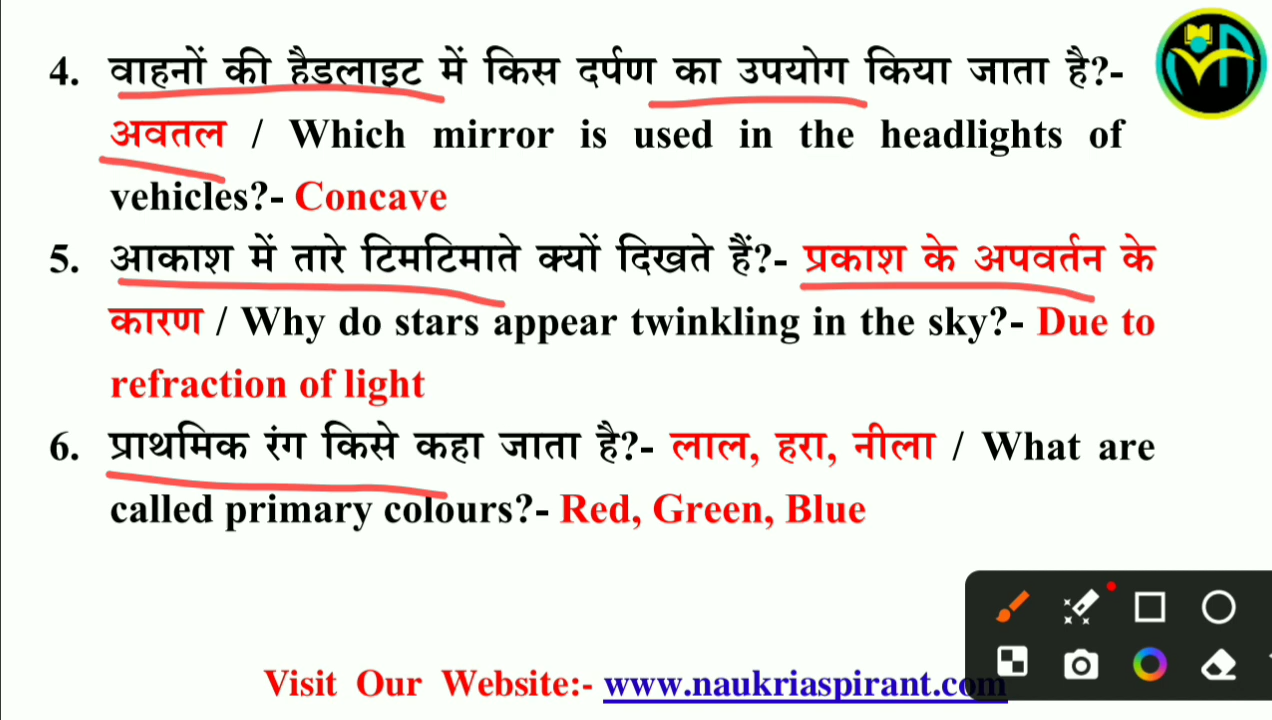 4. वाहनों की हैडलाइट में किस दर्पण का उपयोग किया जाता है?-
अवतल / Which mirror is used in the headlights of
vehicles?- Concave
5. आकाश में तारे टिमटिमाते क्यों दिखते हैं?- प्रकाश के अपवर्तन के
कारण / Why do stars appear twinkling in the sky?- Due to
refraction of light
6. प्राथमिक रंग किसे कहा जाता है?- लाल, हरा, नीला / What are
called primary colours?- Red, Green, Blue
Visit Our Website:- www.naukriaspirant.com